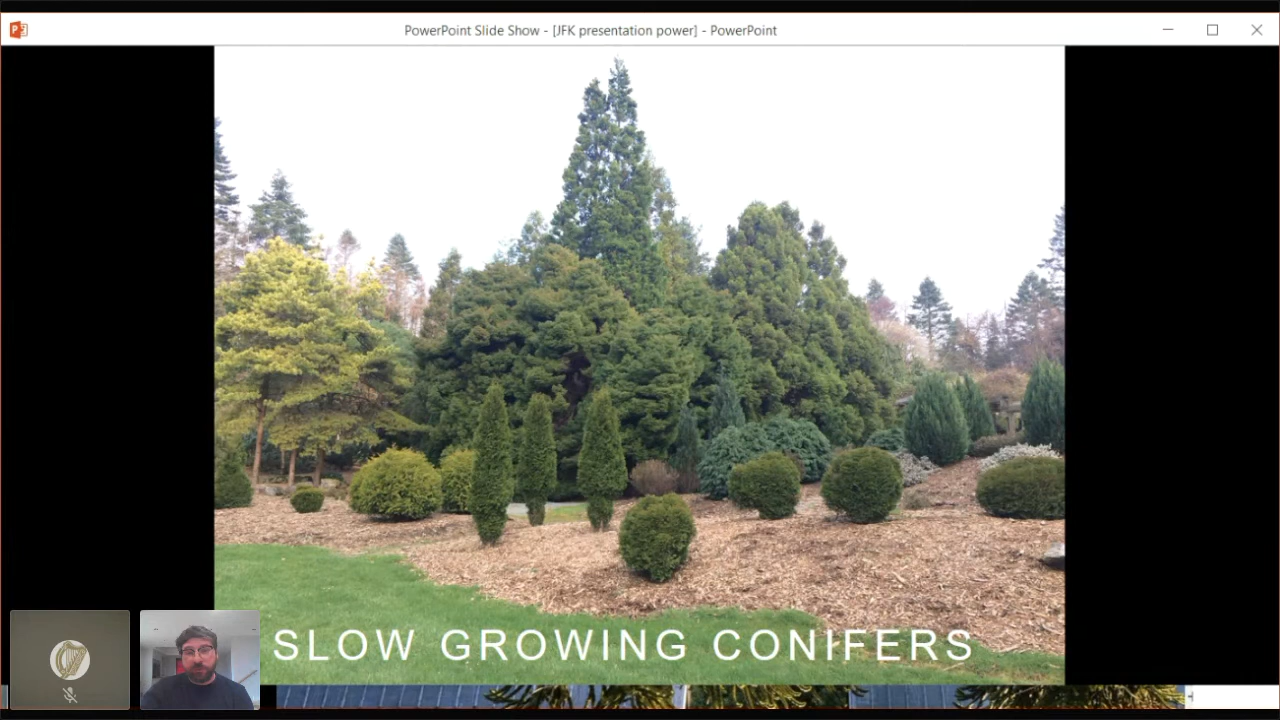 PowerPoint Slide Show - [JFK presentation power] - PowerPoint
SLOW GROWING CONIFERS